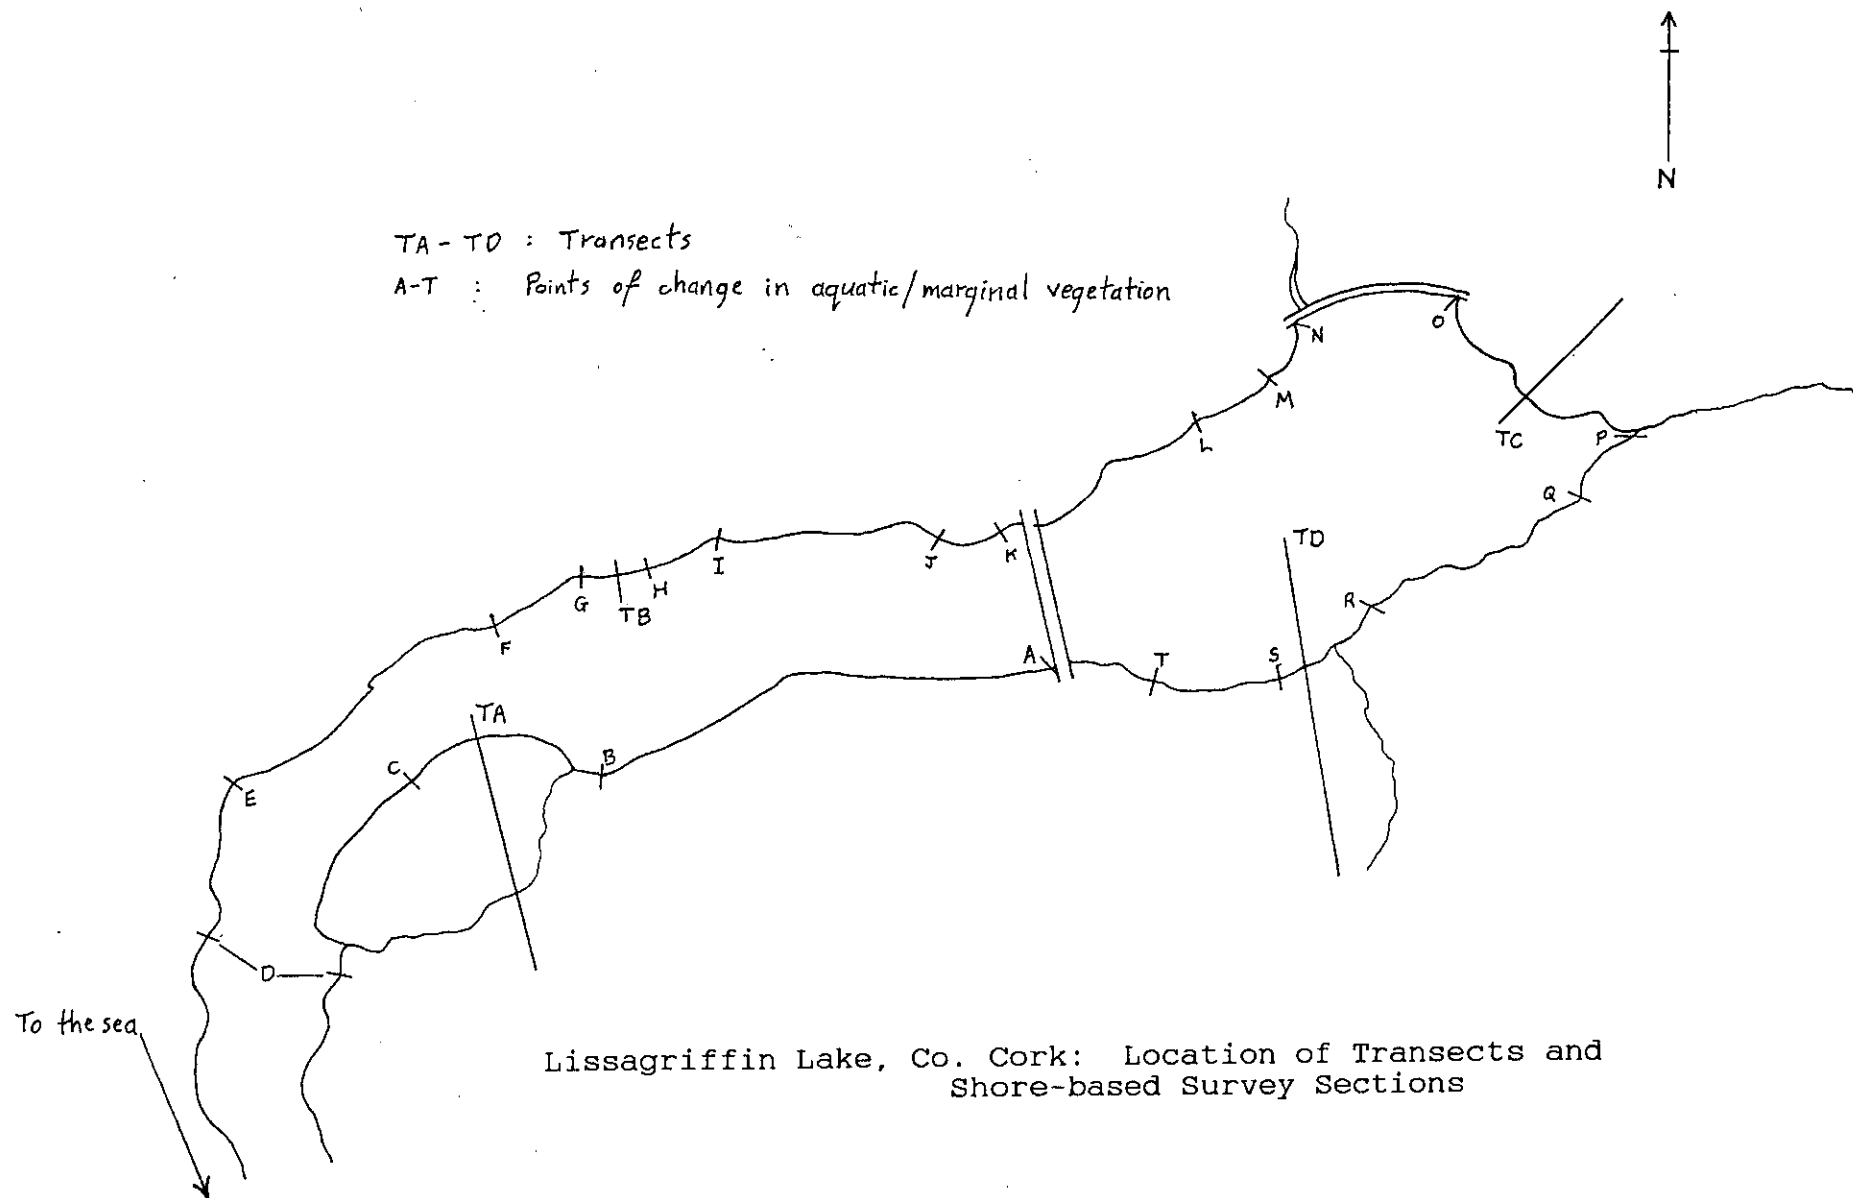 N
TA - TD : Transects
A-T : Points of change in aquatic/marginal vegetation
N
O
M
L
TC
P
Q
K
J
I
H
G
TB
F
TD
R
S
T
A
B
TA
C
E
D
To the sea
Lissagriffin Lake, Co. Cork: Location of Transects and
Shore-based Survey Sections